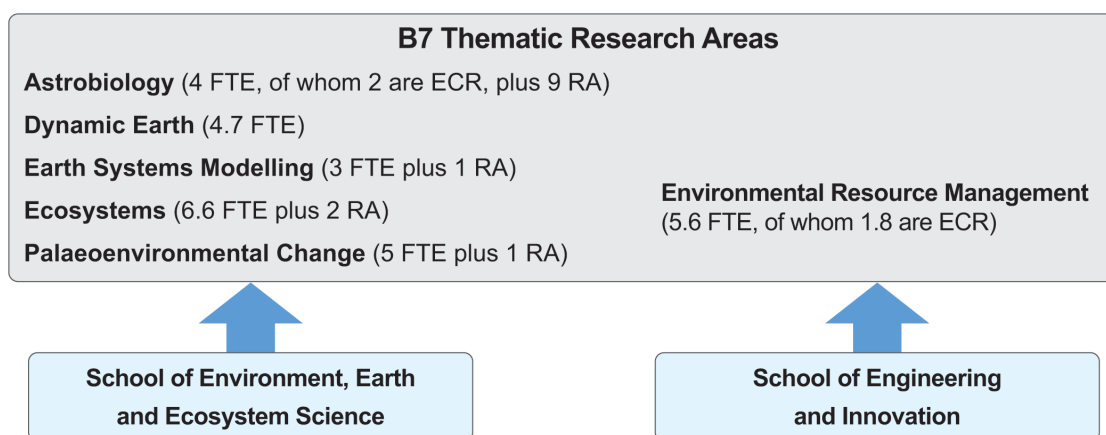 B7 Thematic Research Areas
Astrobiology (4 FTE, of whom 2 are ECR, plus 9 RA)
Dynamic Earth (4.7 FTE)
Earth Systems Modelling (3 FTE plus 1 RA)
Ecosystems (6.6 FTE plus 2 RA)
Palaeoenvironmental Change (5 FTE plus 1 RA)
Environmental Resource Management
(5.6 FTE, of whom 1.8 are ECR)
School of Environment, Earth
and Ecosystem Science
School of Engineering
and Innovation